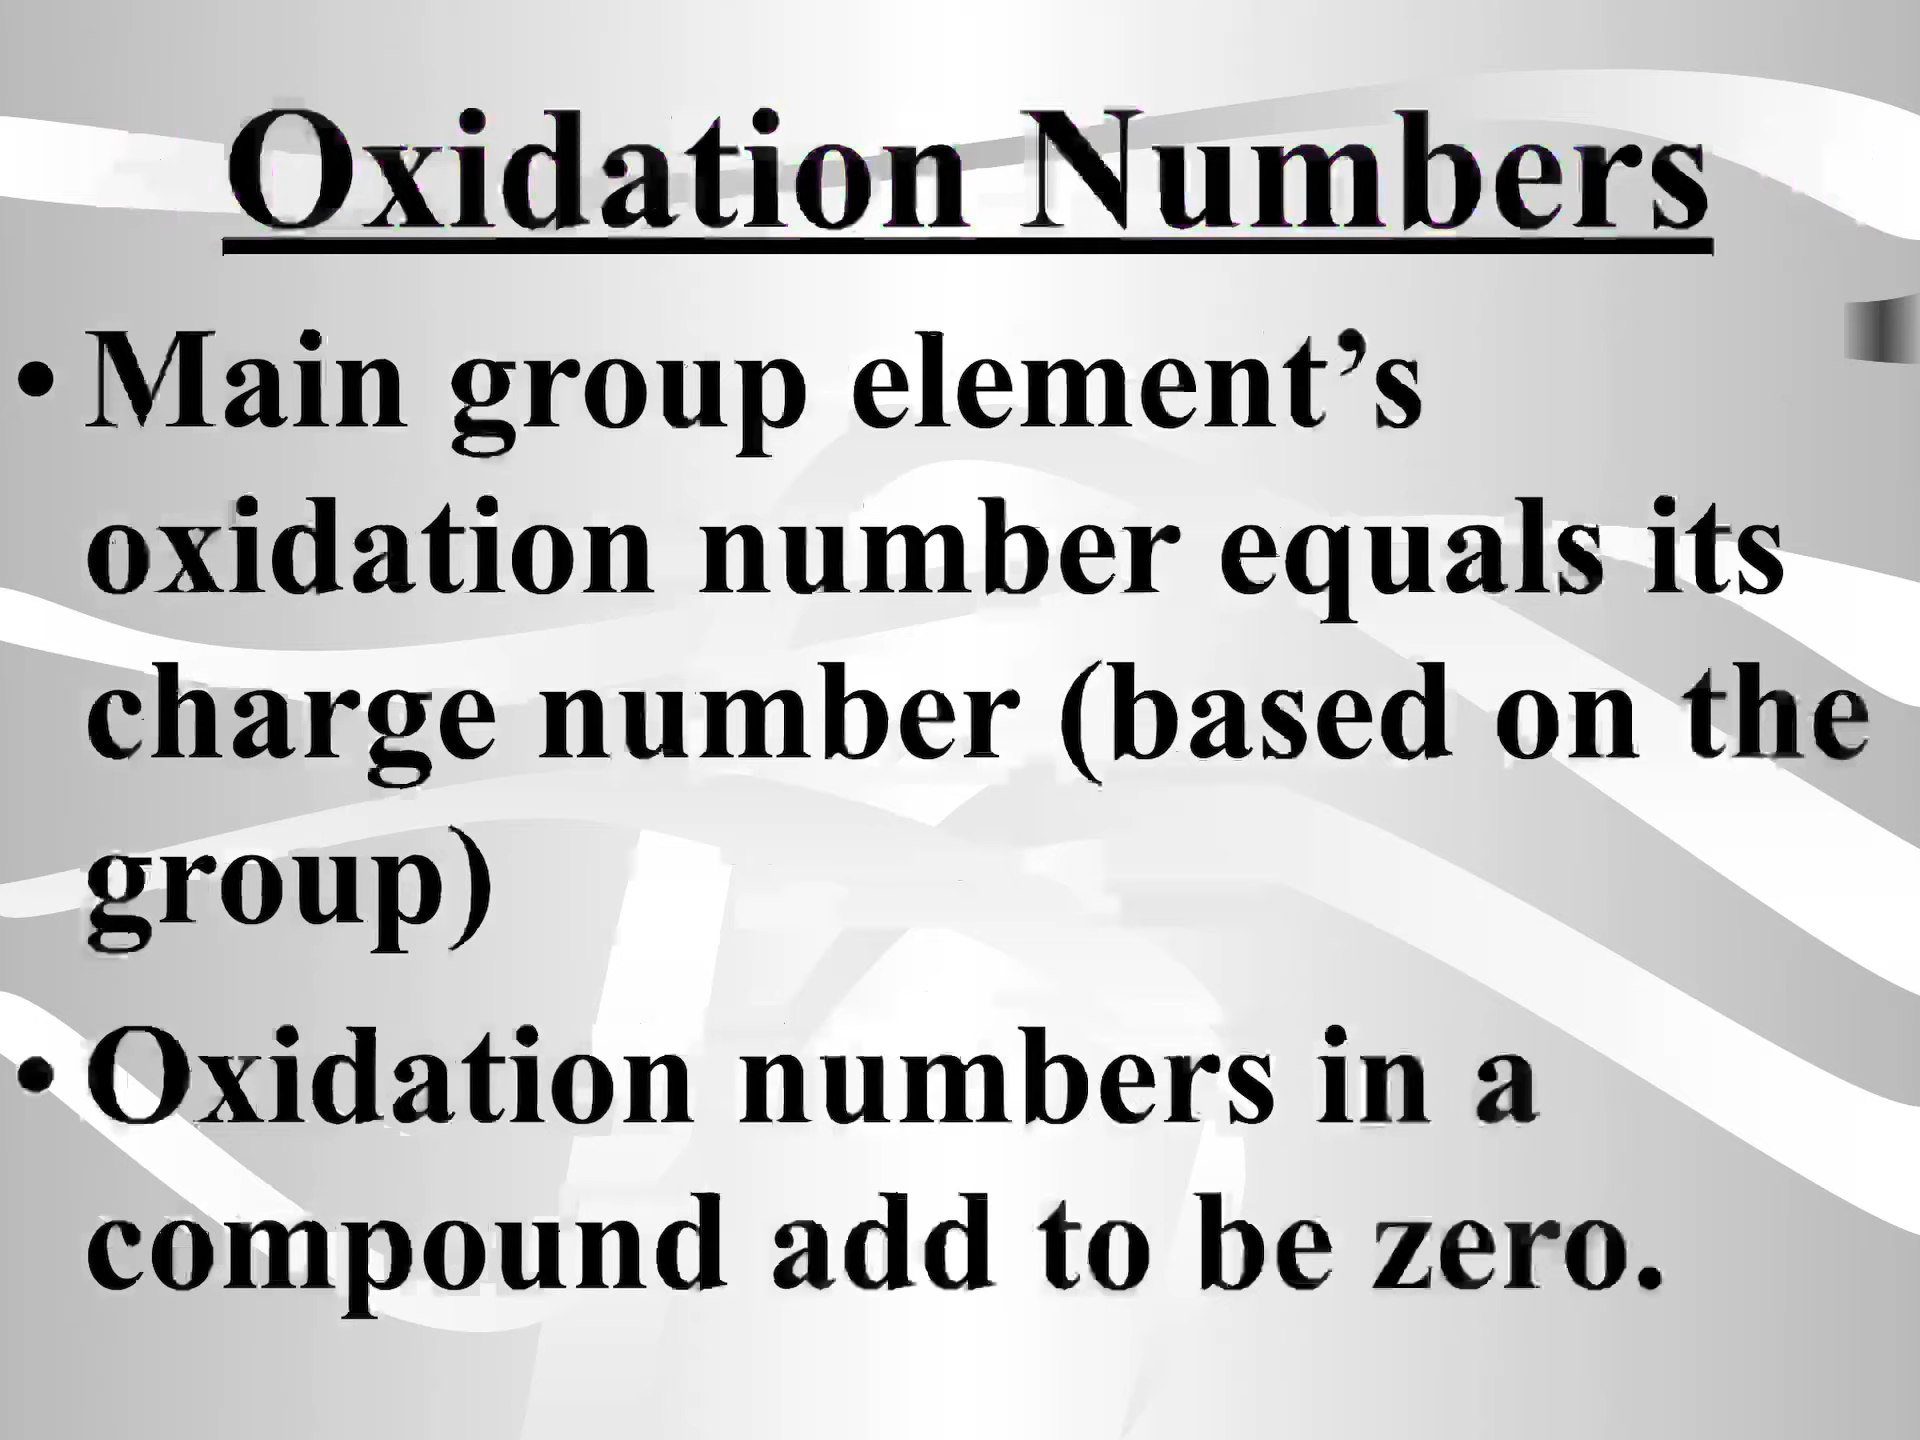 Oxidation Numbers
• Main group element’s
oxidation number equals its
charge number (based on the
group)
• Oxidation numbers in a
compound add to be zero.